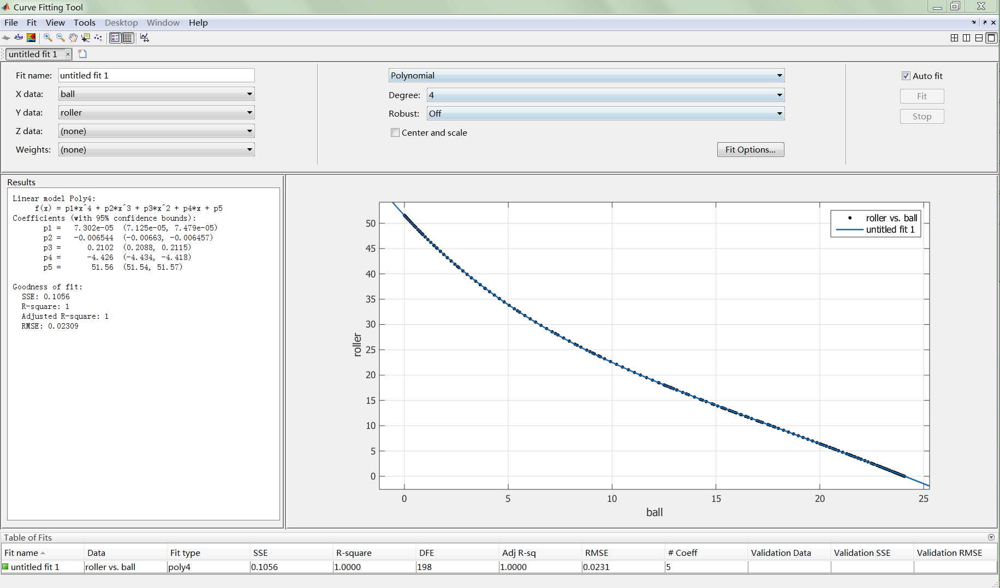 Curve Fitting Tool
File Fit View Tools Desktop Window Help
untitled fit 1
Fit name: untitled fit 1
X data: ball
Y data: roller
Z data: (none)
Weights: (none)
Polynomial
Degree: 4
Robust: Off
Center and scale
Fit Options...
Auto fit
Fit
Stop
Results
Linear model Poly4:
f(x) = p1*x^4 + p2*x^3 + p3*x^2 + p4*x + p5
Coefficients (with 95% confidence bounds):
p1 = 7.302e-05 (7.125e-05, 7.479e-05)
p2 = -0.006544 (-0.00663, -0.006457)
p3 = 0.2102 (0.2088, 0.2115)
p4 = -4.426 (-4.434, -4.418)
p5 = 51.56 (51.54, 51.57)
Goodness of fit:
SSE: 0.1056
R-square: 1
Adjusted R-square: 1
RMSE: 0.02309
roller vs. ball
untitled fit 1
50
45
40
35
30
25
20
15
10
5
0
roller
0 5 10 15 20 25
ball
Table of Fits
Fit name Data Fit type SSE R-square DFE Adj R-sq RMSE # Coeff Validation Data Validation SSE Validation RMSE
untitled fit 1 roller vs. ball poly4 0.1056 1.0000 198 1.0000 0.0231 5